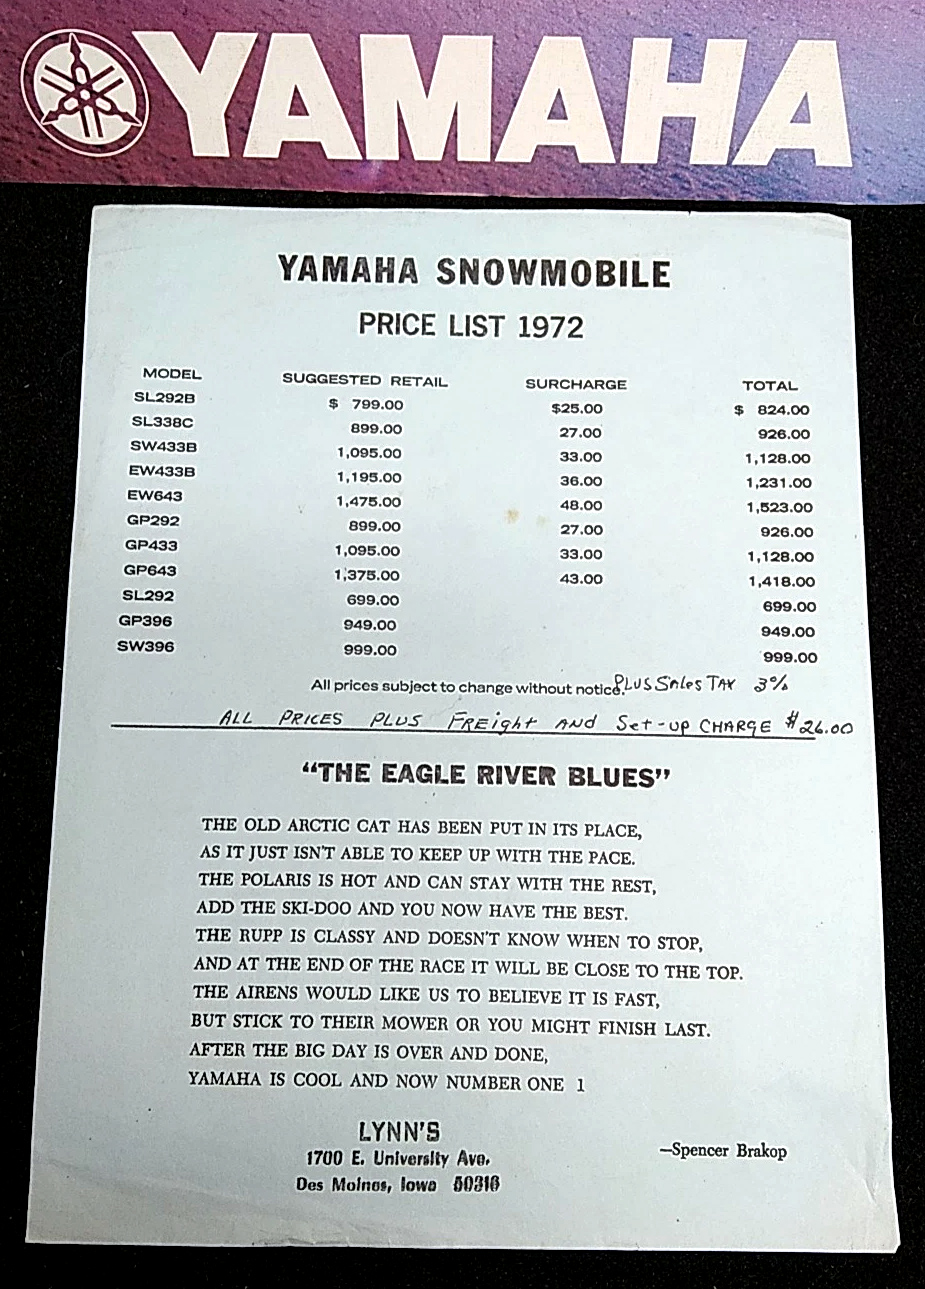 YAMAHA
YAMAHA SNOWMOBILE
PRICE LIST 1972
MODEL SUGGESTED RETAIL SURCHARGE TOTAL
SL292B $ 799.00 $25.00 $ 824.00
SL338C 899.00 27.00 926.00
SW433B 1,095.00 33.00 1,128.00
EW433B 1,195.00 36.00 1,231.00
EW643 1,475.00 48.00 1,523.00
GP292 899.00 27.00 926.00
GP433 1,095.00 33.00 1,128.00
GP643 1,375.00 43.00 1,418.00
SL292 699.00 699.00
GP396 949.00 949.00
SW396 999.00 999.00
All prices subject to change without notice. PLUS SAles TAX 3%
ALL PRICES PLUS FREight AND Set-up CHARGE $26.00
“THE EAGLE RIVER BLUES”
THE OLD ARCTIC CAT HAS BEEN PUT IN ITS PLACE,
AS IT JUST ISN'T ABLE TO KEEP UP WITH THE PACE.
THE POLARIS IS HOT AND CAN STAY WITH THE REST,
ADD THE SKI-DOO AND YOU NOW HAVE THE BEST.
THE RUPP IS CLASSY AND DOESN'T KNOW WHEN TO STOP,
AND AT THE END OF THE RACE IT WILL BE CLOSE TO THE TOP.
THE AIRENS WOULD LIKE US TO BELIEVE IT IS FAST,
BUT STICK TO THEIR MOWER OR YOU MIGHT FINISH LAST.
AFTER THE BIG DAY IS OVER AND DONE,
YAMAHA IS COOL AND NOW NUMBER ONE 1
LYNN'S
1700 E. University Ave.
Des Moines, Iowa 50316
—Spencer Brakop